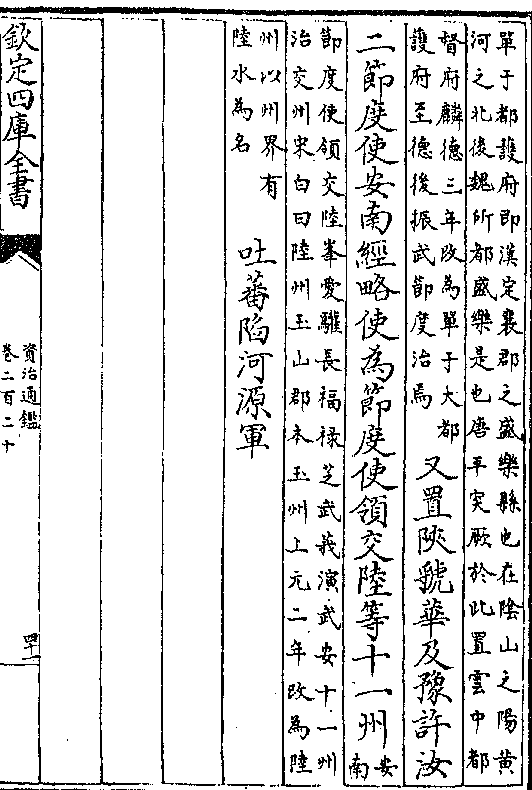 單于都護府即漢定襄郡之盛樂縣也在隂山之陽黄
河之北後魏所都盛樂是也唐平突厥於此置雲中都
督府麟德三年改為單于大都
護府至德後振武節度治焉
又置陜虢華及豫許汝
二節度使安南經略使為節度使領交陸等十一州
安
南
節度使領交陸峯愛驩長福禄芝武莪演武安十一州
治交州宋白曰陸州玉山郡本玉州上元二年改為陸
州以州界有
陸水為名
吐蕃陷河源軍
欽定四庫全書
資治通鑑
卷二百二十
四十一